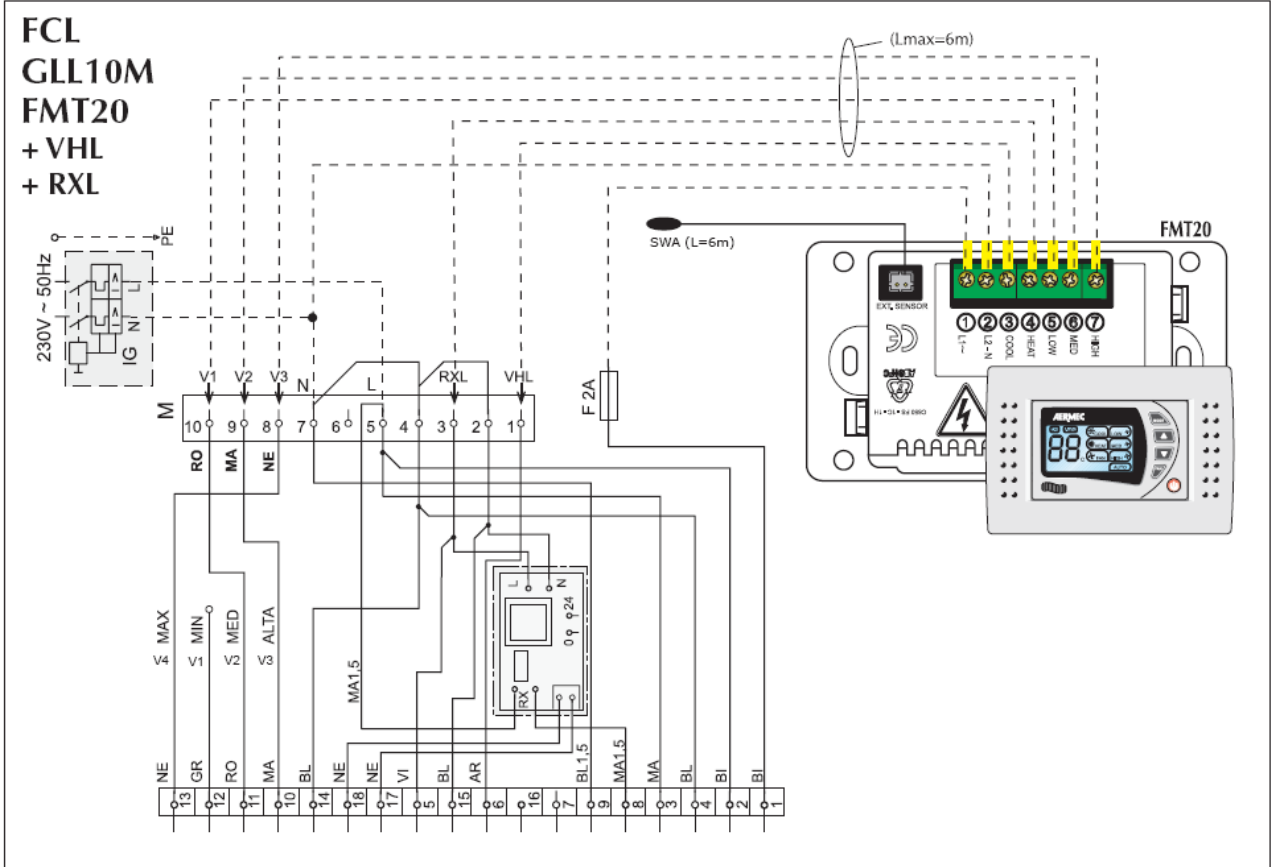 FCL
GLL10M
FMT20
+ VHL
+ RXL
(Lmax=6m)
SWA (L=6m)
FMT20
EXT. SENSOR
1 2 3 4 5 6 7
L1~ L2-N COOL HEAT LOW MED HIGH
CE
AERMEC
88
AUTO
PE
230V ~ 50Hz
L
N
IG
V1 V2 V3 N L RXL VHL
F 2A
M
10 9 8 7 6 5 4 3 2 1
RO MA NE
L N
24
0
RX
MAX MIN MED ALTA
V4 V1 V2 V3
MA1,5
NE GR RO MA BL NE NE VI BL AR BL1,5 MA1,5 MA BL BI BI
13 12 11 10 14 18 17 5 15 6 16 7 9 8 3 4 2 1